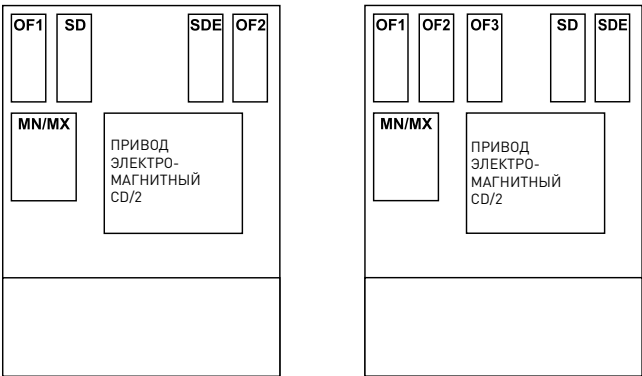 OF1 SD SDE OF2
MN/MX
ПРИВОД
ЭЛЕКТРО-
МАГНИТНЫЙ
CD/2
OF1 OF2 OF3 SD SDE
MN/MX
ПРИВОД
ЭЛЕКТРО-
МАГНИТНЫЙ
CD/2